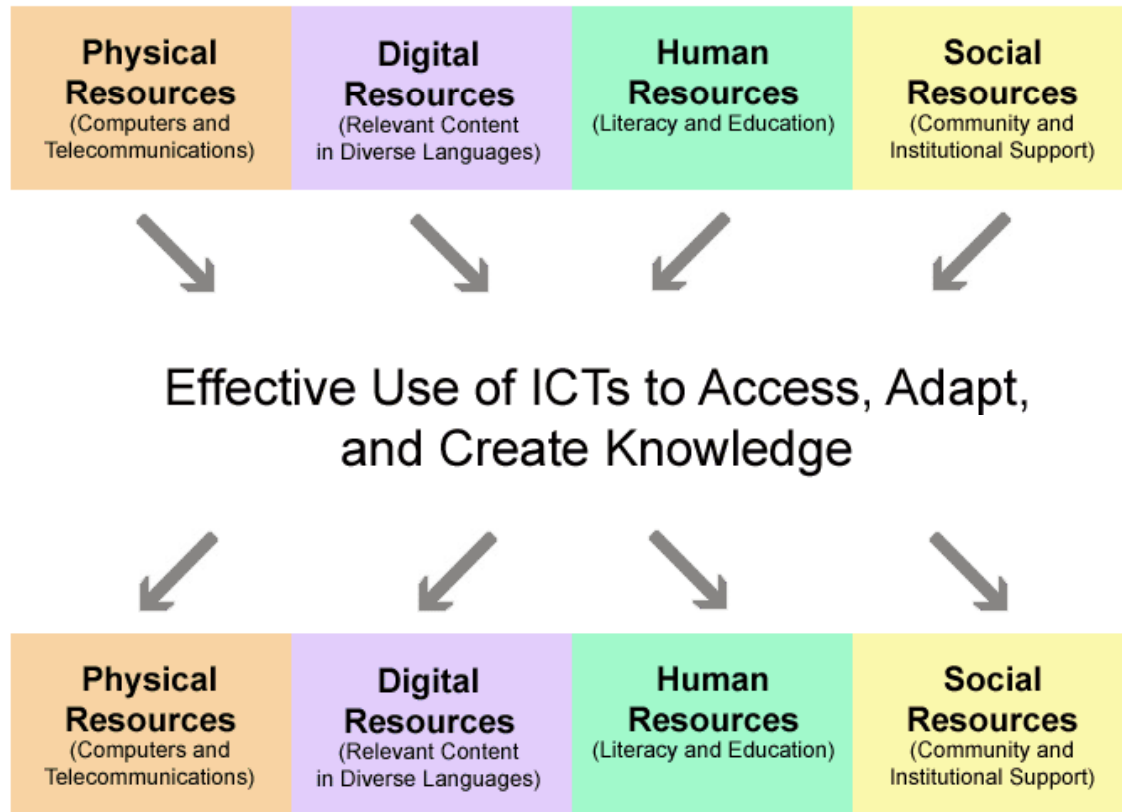 Physical
Resources
(Computers and
Telecommunications)
Digital
Resources
(Relevant Content
in Diverse Languages)
Human
Resources
(Literacy and Education)
Social
Resources
(Community and
Institutional Support)
Effective Use of ICTs to Access, Adapt,
and Create Knowledge
Physical
Resources
(Computers and
Telecommunications)
Digital
Resources
(Relevant Content
in Diverse Languages)
Human
Resources
(Literacy and Education)
Social
Resources
(Community and
Institutional Support)